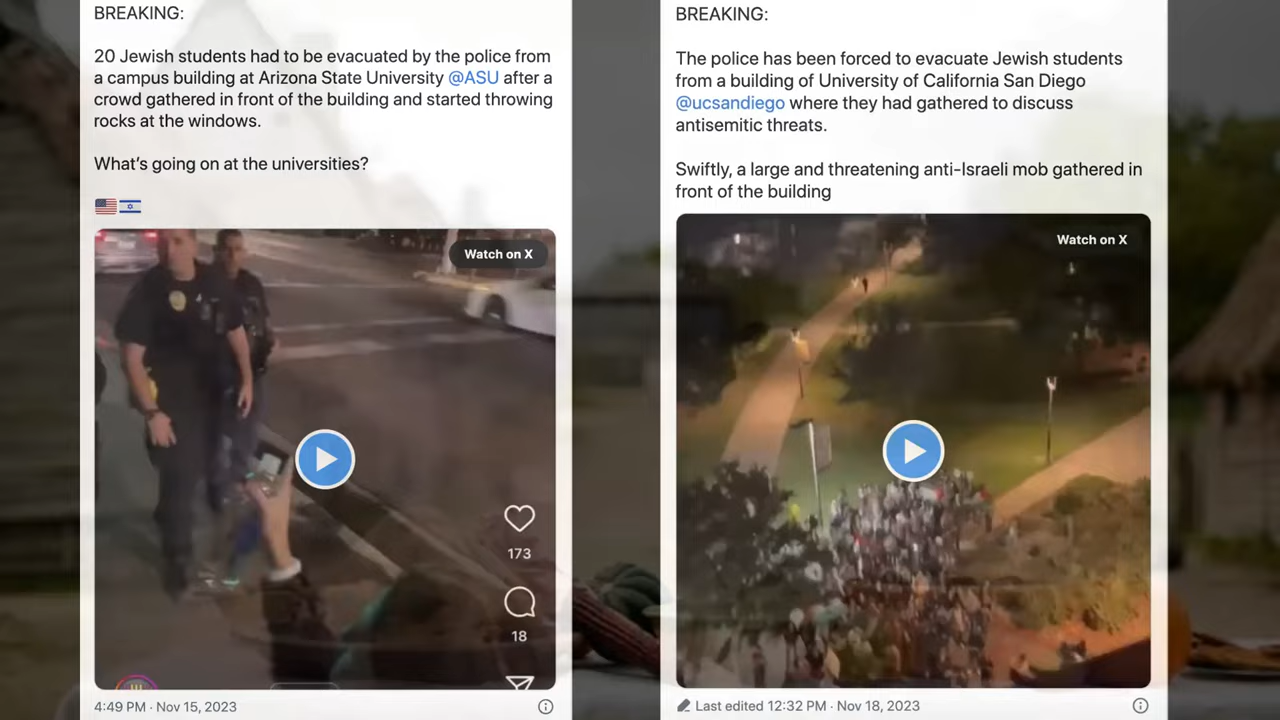 BREAKING:
20 Jewish students had to be evacuated by the police from
a campus building at Arizona State University @ASU after a
crowd gathered in front of the building and started throwing
rocks at the windows.
What's going on at the universities?
Watch on X
173
18
4:49 PM · Nov 15, 2023
BREAKING:
The police has been forced to evacuate Jewish students
from a building of University of California San Diego
@ucsandiego where they had gathered to discuss
antisemitic threats.
Swiftly, a large and threatening anti-Israeli mob gathered in
front of the building
Watch on X
Last edited 12:32 PM · Nov 18, 2023